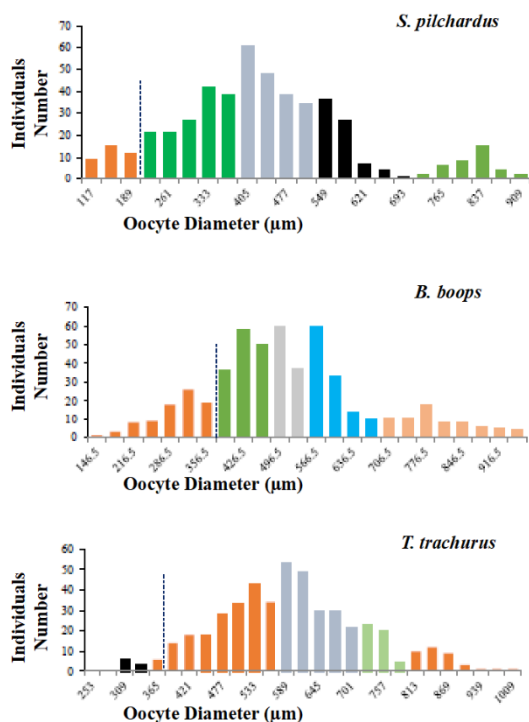 S. pilchardus
Individuals
Number
70
60
50
40
30
20
10
0
117 189 261 333 405 477 549 621 693 765 837 909
Oocyte Diameter (µm)
B. boops
Individuals
Number
70
60
50
40
30
20
10
0
146.5 216.5 286.5 356.5 426.5 496.5 566.5 636.5 706.5 776.5 846.5 916.5
Oocyte Diameter (µm)
T. trachurus
Individuals
Number
60
50
40
30
20
10
0
253 309 365 421 477 533 589 645 701 757 813 869 939 1009
Oocyte Diameter (µm)